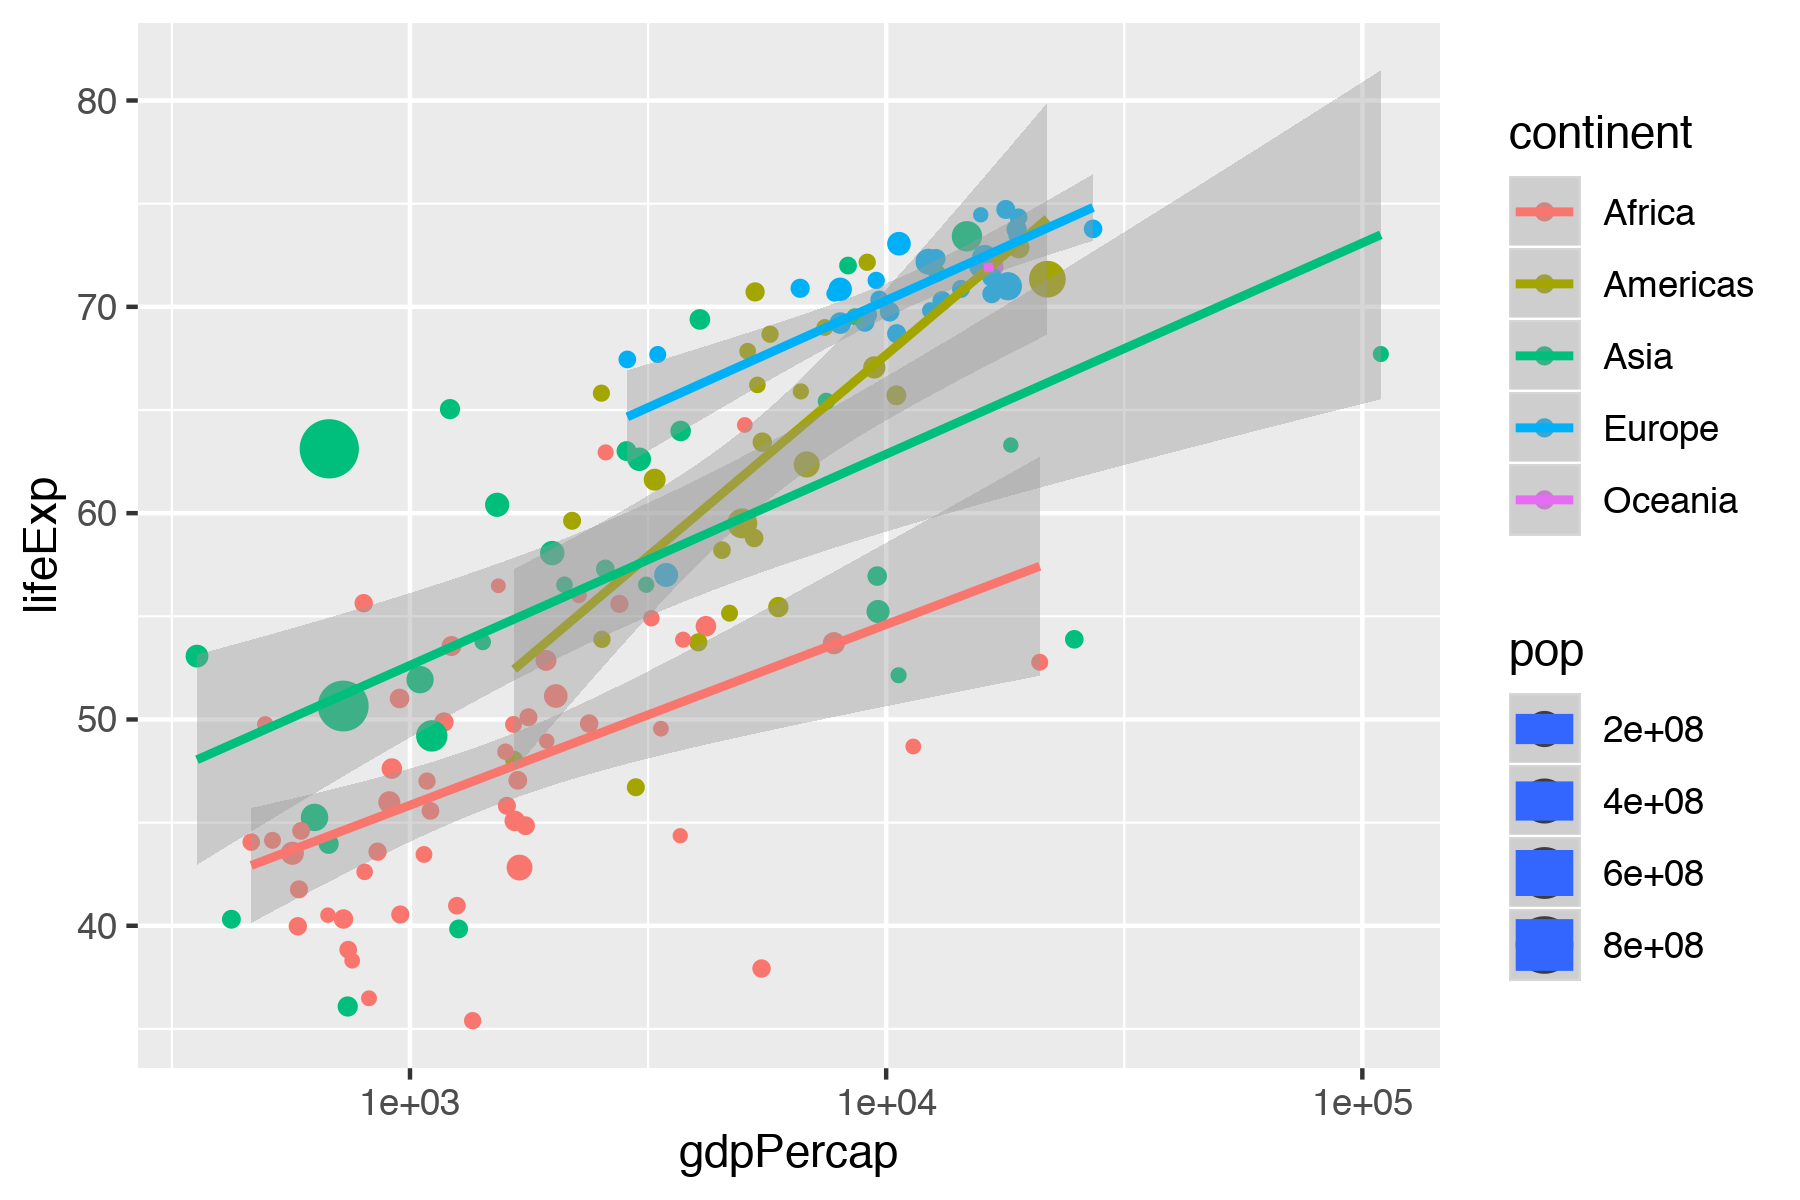 80
70
60
50
40
lifeExp
1e+03
1e+04
1e+05
gdpPercap
continent
Africa
Americas
Asia
Europe
Oceania
pop
2e+08
4e+08
6e+08
8e+08